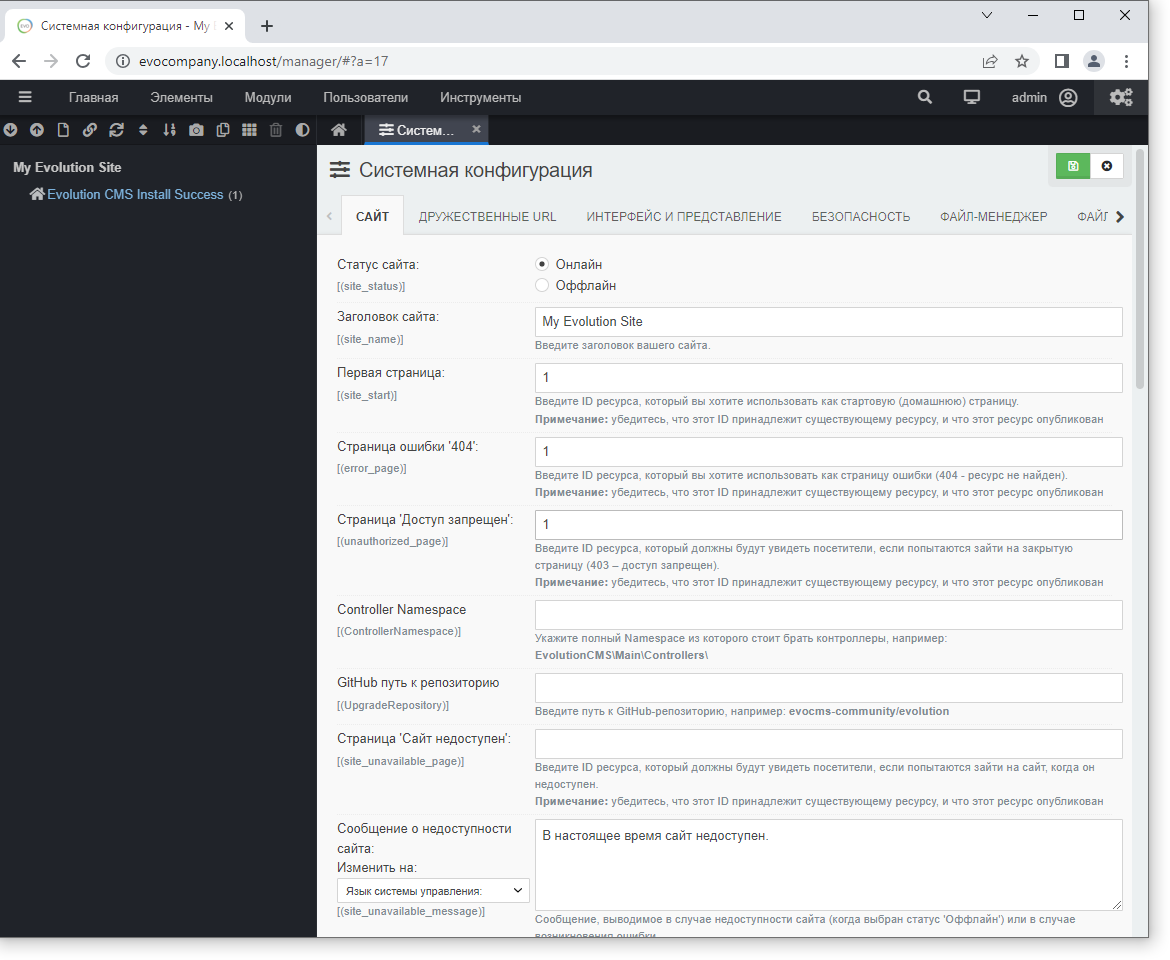 Системная конфигурация - My
evocompany.localhost/manager/#?a=17
Главная Элементы Модули Пользователи Инструменты admin
Систем...
My Evolution Site
Evolution CMS Install Success (1)
Системная конфигурация
САЙТ ДРУЖЕСТВЕННЫЕ URL ИНТЕРФЕЙС И ПРЕДСТАВЛЕНИЕ БЕЗОПАСНОСТЬ ФАЙЛ-МЕНЕДЖЕР ФАЙЛ
Статус сайта:
[(site_status)]
Онлайн
Оффлайн
Заголовок сайта:
[(site_name)]
My Evolution Site
Введите заголовок вашего сайта.
Первая страница:
[(site_start)]
1
Введите ID ресурса, который вы хотите использовать как стартовую (домашнюю) страницу.
Примечание: убедитесь, что этот ID принадлежит существующему ресурсу, и что этот ресурс опубликован
Страница ошибки '404':
[(error_page)]
1
Введите ID ресурса, который вы хотите использовать как страницу ошибки (404 - ресурс не найден).
Примечание: убедитесь, что этот ID принадлежит существующему ресурсу, и что этот ресурс опубликован
Страница 'Доступ запрещен':
[(unauthorized_page)]
1
Введите ID ресурса, который должны будут увидеть посетители, если попытаются зайти на закрытую
страницу (403 – доступ запрещен).
Примечание: убедитесь, что этот ID принадлежит существующему ресурсу, и что этот ресурс опубликован
Controller Namespace
[(ControllerNamespace)]
Укажите полный Namespace из которого стоит брать контроллеры, например:
EvolutionCMS\Main\Controllers\
GitHub путь к репозиторию
[(UpgradeRepository)]
Введите путь к GitHub-репозиторию, например: evocms-community/evolution
Страница 'Сайт недоступен':
[(site_unavailable_page)]
Введите ID ресурса, который должны будут увидеть посетители, если попытаются зайти на сайт, когда он
недоступен.
Примечание: убедитесь, что этот ID принадлежит существующему ресурсу, и что этот ресурс опубликован
Сообщение о недоступности
сайта:
Изменить на:
Язык системы управления:
[(site_unavailable_message)]
В настоящее время сайт недоступен.
Сообщение, выводимое в случае недоступности сайта (когда выбран статус 'Оффлайн') или в случае
возникновения ошибки.